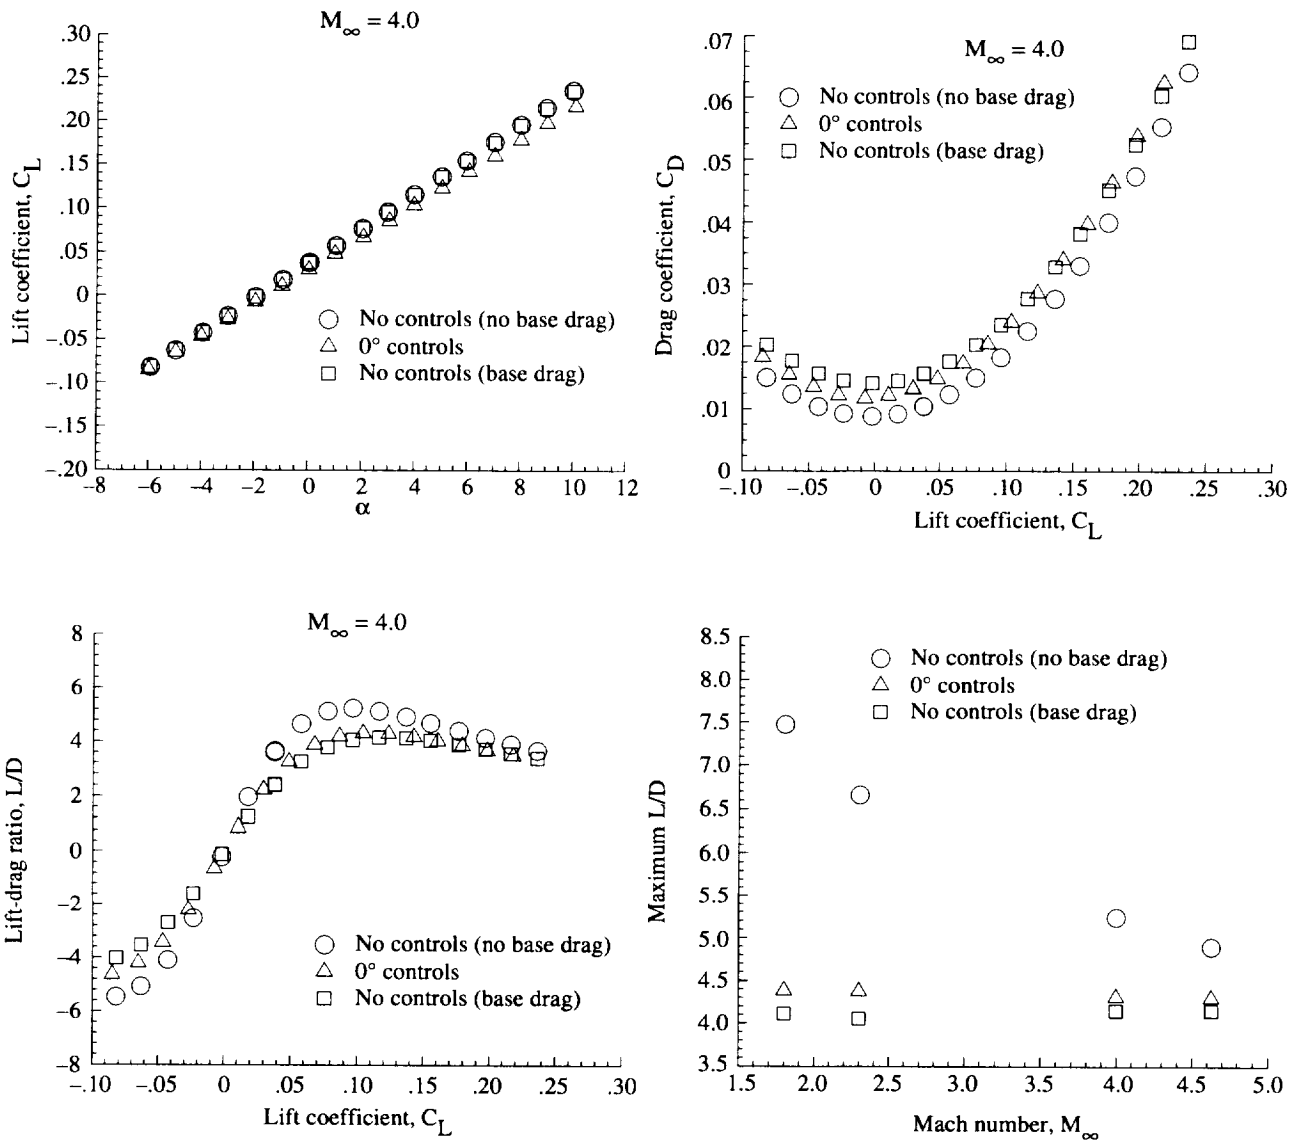 M∞ = 4.0
.30
.25
.20
.15
.10
.05
0
−.05
−.10
−.15
−.20
Lift coefficient, CL
No controls (no base drag)
0° controls
No controls (base drag)
−8 −6 −4 −2 0 2 4 6 8 10 12
α
M∞ = 4.0
.07
.06
.05
.04
.03
.02
.01
0
Drag coefficient, CD
No controls (no base drag)
0° controls
No controls (base drag)
−.10 −.05 0 .05 .10 .15 .20 .25 .30
Lift coefficient, CL
M∞ = 4.0
8
6
4
2
0
−2
−4
−6
−8
Lift-drag ratio, L/D
No controls (no base drag)
0° controls
No controls (base drag)
−.10 −.05 0 .05 .10 .15 .20 .25 .30
Lift coefficient, CL
8.5
8.0
7.5
7.0
6.5
6.0
5.5
5.0
4.5
4.0
3.5
Maximum L/D
No controls (no base drag)
0° controls
No controls (base drag)
1.5 2.0 2.5 3.0 3.5 4.0 4.5 5.0
Mach number, M∞